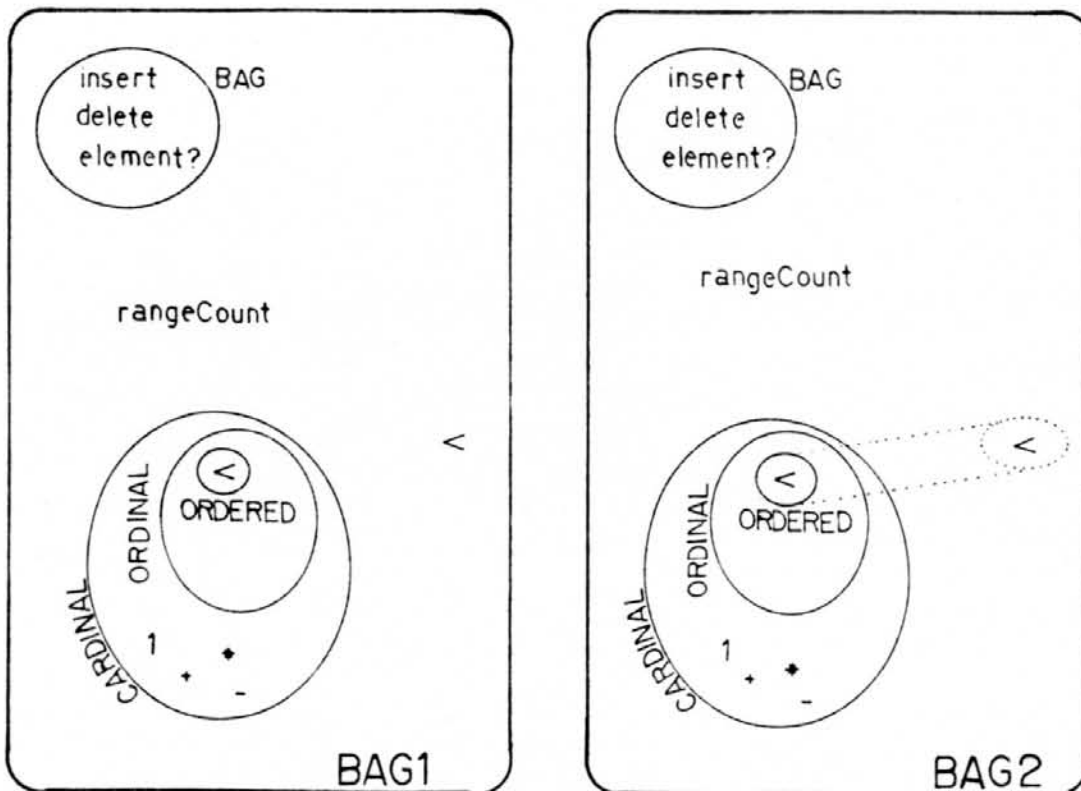 insert BAG
delete
element?
rangeCount
<
<
ORDINAL
ORDERED
CARDINAL
1
+ *
-
BAG1
insert BAG
delete
element?
rangeCount
<
<
ORDINAL
ORDERED
CARDINAL
1
+ *
-
BAG2